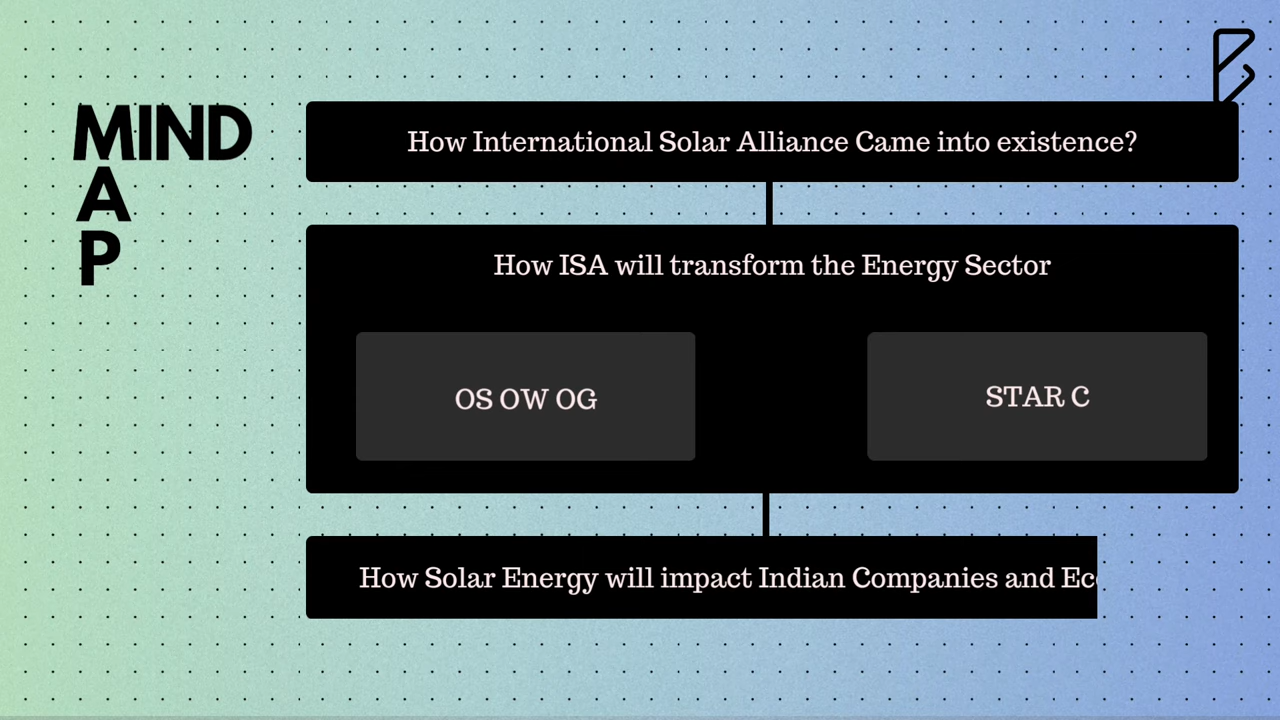 MIND
A
P
How International Solar Alliance Came into existence?
How ISA will transform the Energy Sector
OS OW OG
STAR C
How Solar Energy will impact Indian Companies and